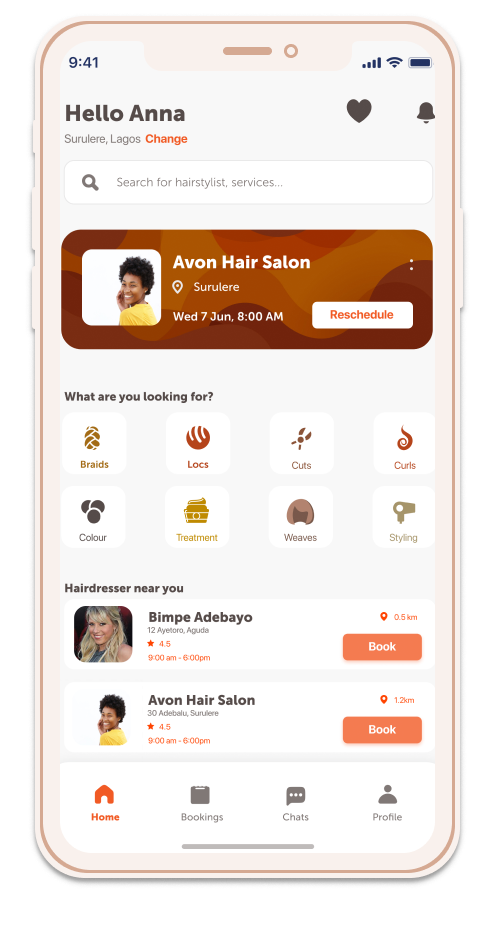 9:41
Hello Anna
Surulere, Lagos Change
Search for hairstylist, services...
Avon Hair Salon
Surulere
Wed 7 Jun, 8:00 AM
Reschedule
What are you looking for?
Braids Locs Cuts Curls
Colour Treatment Weaves Styling
Hairdresser near you
Bimpe Adebayo
0.5 km
12 Ayetoro, Aguda
4.5
Book
9:00 am - 6:00pm
Avon Hair Salon
1.2km
30 Adebalu, Surulere
4.5
Book
9:00 am - 6:00pm
Home Bookings Chats Profile